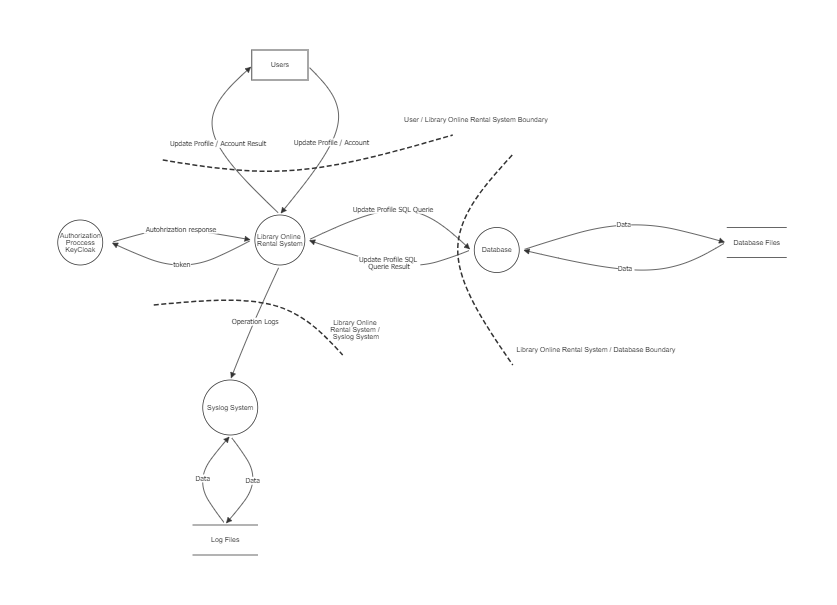 Users
User / Library Online Rental System Boundary
Update Profile / Account Result
Update Profile / Account
Update Profile SQL Querie
Authorization
Proccess
KeyCloak
Autohrization response
token
Library Online
Rental System
Update Profile SQL
Querie Result
Database
Data
Data
Database Files
Operation Logs
Library Online
Rental System /
Syslog System
Library Online Rental System / Database Boundary
Syslog System
Data
Data
Log Files